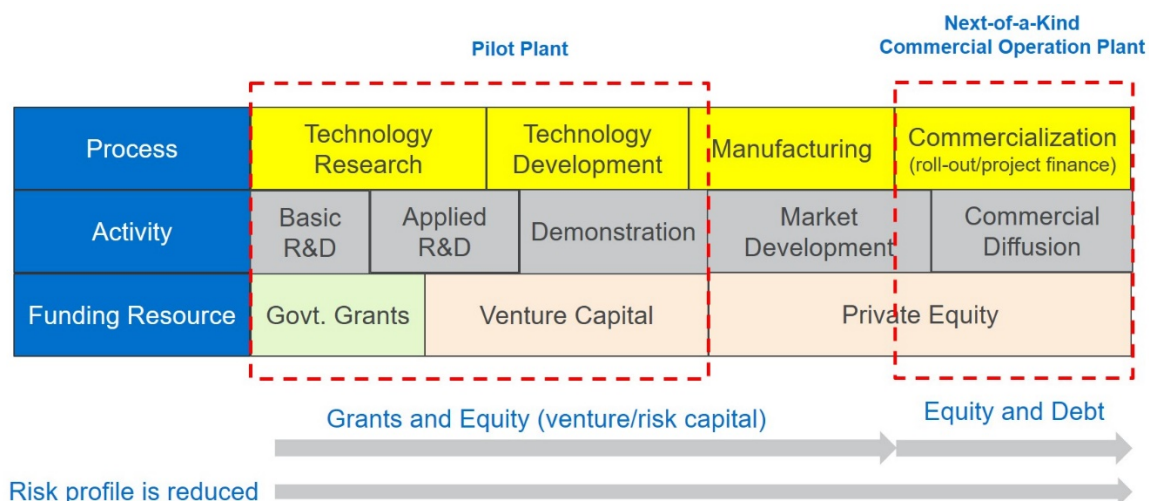 Next-of-a-Kind
Pilot Plant
Commercial Operation Plant
Process
Technology
Research
Technology
Development
Manufacturing
Commercialization
(roll-out/project finance)
Activity
Basic
R&D
Applied
R&D
Demonstration
Market
Development
Commercial
Diffusion
Funding Resource
Govt. Grants
Venture Capital
Private Equity
Grants and Equity (venture/risk capital)
Equity and Debt
Risk profile is reduced